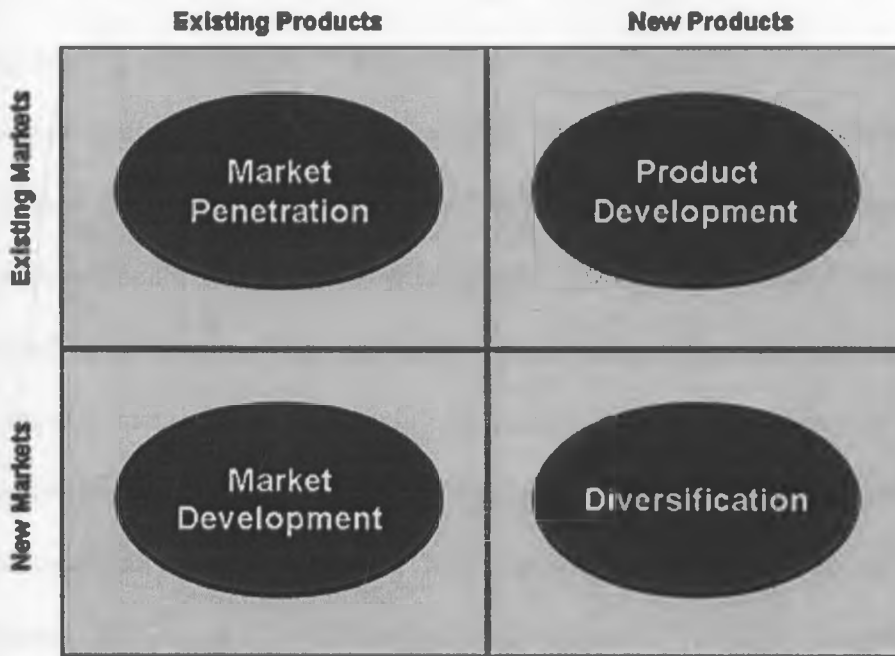 Existing Products
New Products
Existing Markets
Market
Penetration
Product
Development
New Markets
Market
Development
Diversification